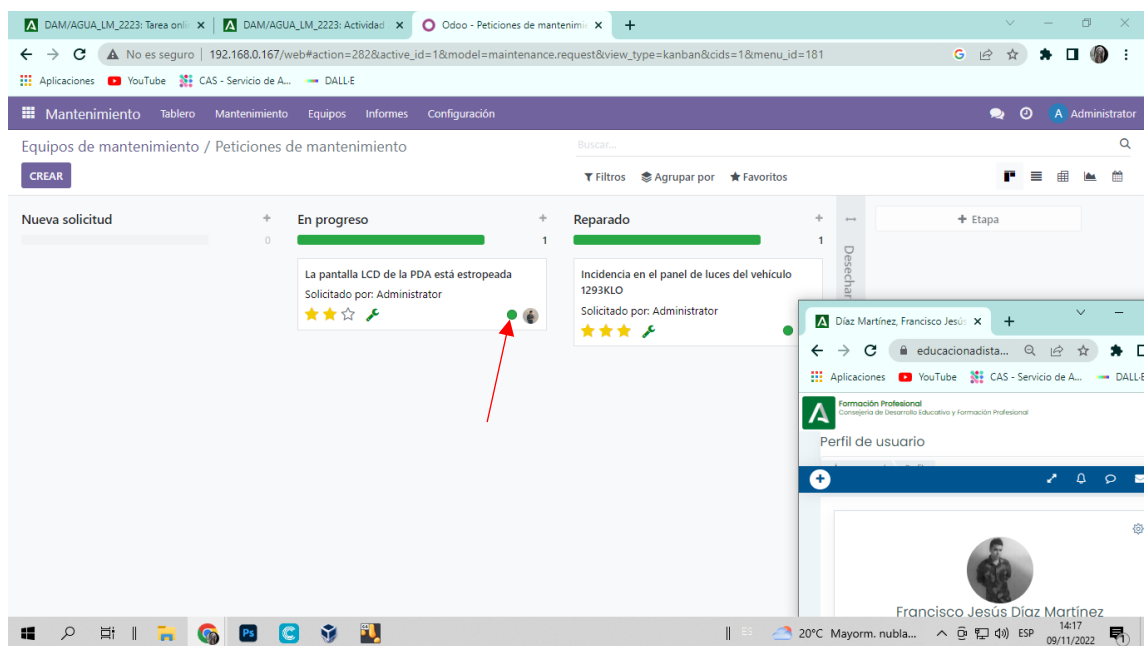 DAM/AGUA_LM_2223: Tarea onlin
DAM/AGUA_LM_2223: Actividad
Odoo - Peticiones de mantenimie
No es seguro
192.168.0.167/web#action=282&active_id=1&model=maintenance.request&view_type=kanban&cids=1&menu_id=181
Aplicaciones YouTube CAS - Servicio de A... DALL·E
Mantenimiento Tablero Mantenimiento Equipos Informes Configuración
A Administrator
Equipos de mantenimiento / Peticiones de mantenimiento
Buscar...
CREAR
Filtros Agrupar por Favoritos
Nueva solicitud
0
En progreso
1
La pantalla LCD de la PDA está estropeada
Solicitado por: Administrator
Reparado
1
Incidencia en el panel de luces del vehículo
1293KLO
Solicitado por: Administrator
Desechar
+ Etapa
Díaz Martínez, Francisco Jesús
educacionadista...
Aplicaciones YouTube CAS - Servicio de A... DALL·E
Formación Profesional
Consejería de Desarrollo Educativo y Formación Profesional
Perfil de usuario
Francisco Jesús Díaz Martínez
Ps
ES
20°C Mayorm. nubla...
ESP
14:17
09/11/2022
1